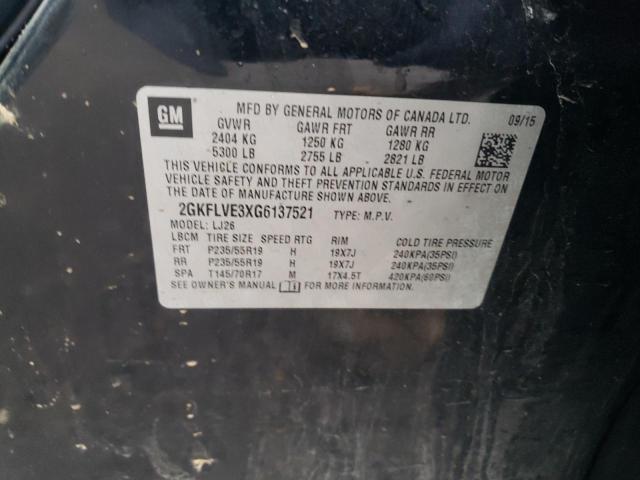 GM
MFD BY GENERAL MOTORS OF CANADA LTD. 09/15
GVWR GAWR FRT GAWR RR
2404 KG 1250 KG 1280 KG
5300 LB 2755 LB 2821 LB
THIS VEHICLE CONFORMS TO ALL APPLICABLE U.S. FEDERAL MOTOR
VEHICLE SAFETY AND THEFT PREVENTION STANDARDS IN EFFECT ON
THE DATE OF MANUFACTURE SHOWN ABOVE.
2GKFLVE3XG6137521 TYPE: M.P.V.
MODEL: LJ26
LBCM TIRE SIZE SPEED RTG RIM COLD TIRE PRESSURE
FRT P235/55R19 H 19X7J 240KPA(35PSI)
RR P235/55R19 H 19X7J 240KPA(35PSI)
SPA T145/70R17 M 17X4.5T 420KPA(60PSI)
SEE OWNER'S MANUAL FOR MORE INFORMATION.